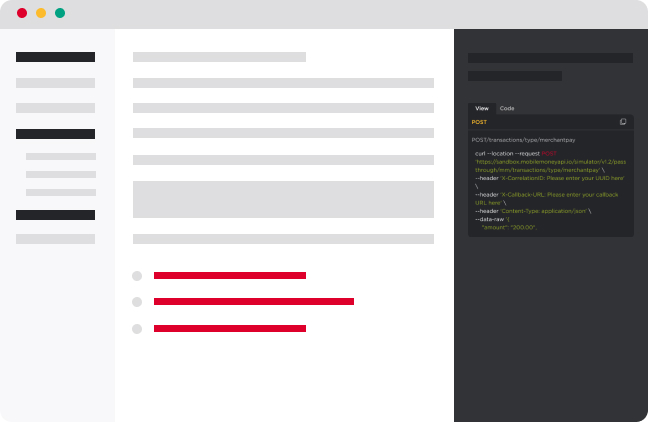 View Code
POST
POST/transactions/type/merchantpay
curl --location --request POST
'https://sandbox.mobilemoneyapi.io/simulator/v1.2/pass
through/mm/transactions/type/merchantpay' \
--header 'X-CorrelationID: Please enter your UUID here'
\
--header 'X-Callback-URL: Please enter your callback
URL here' \
--header 'Content-Type: application/json' \
--data-raw '{
"amount": "200.00",